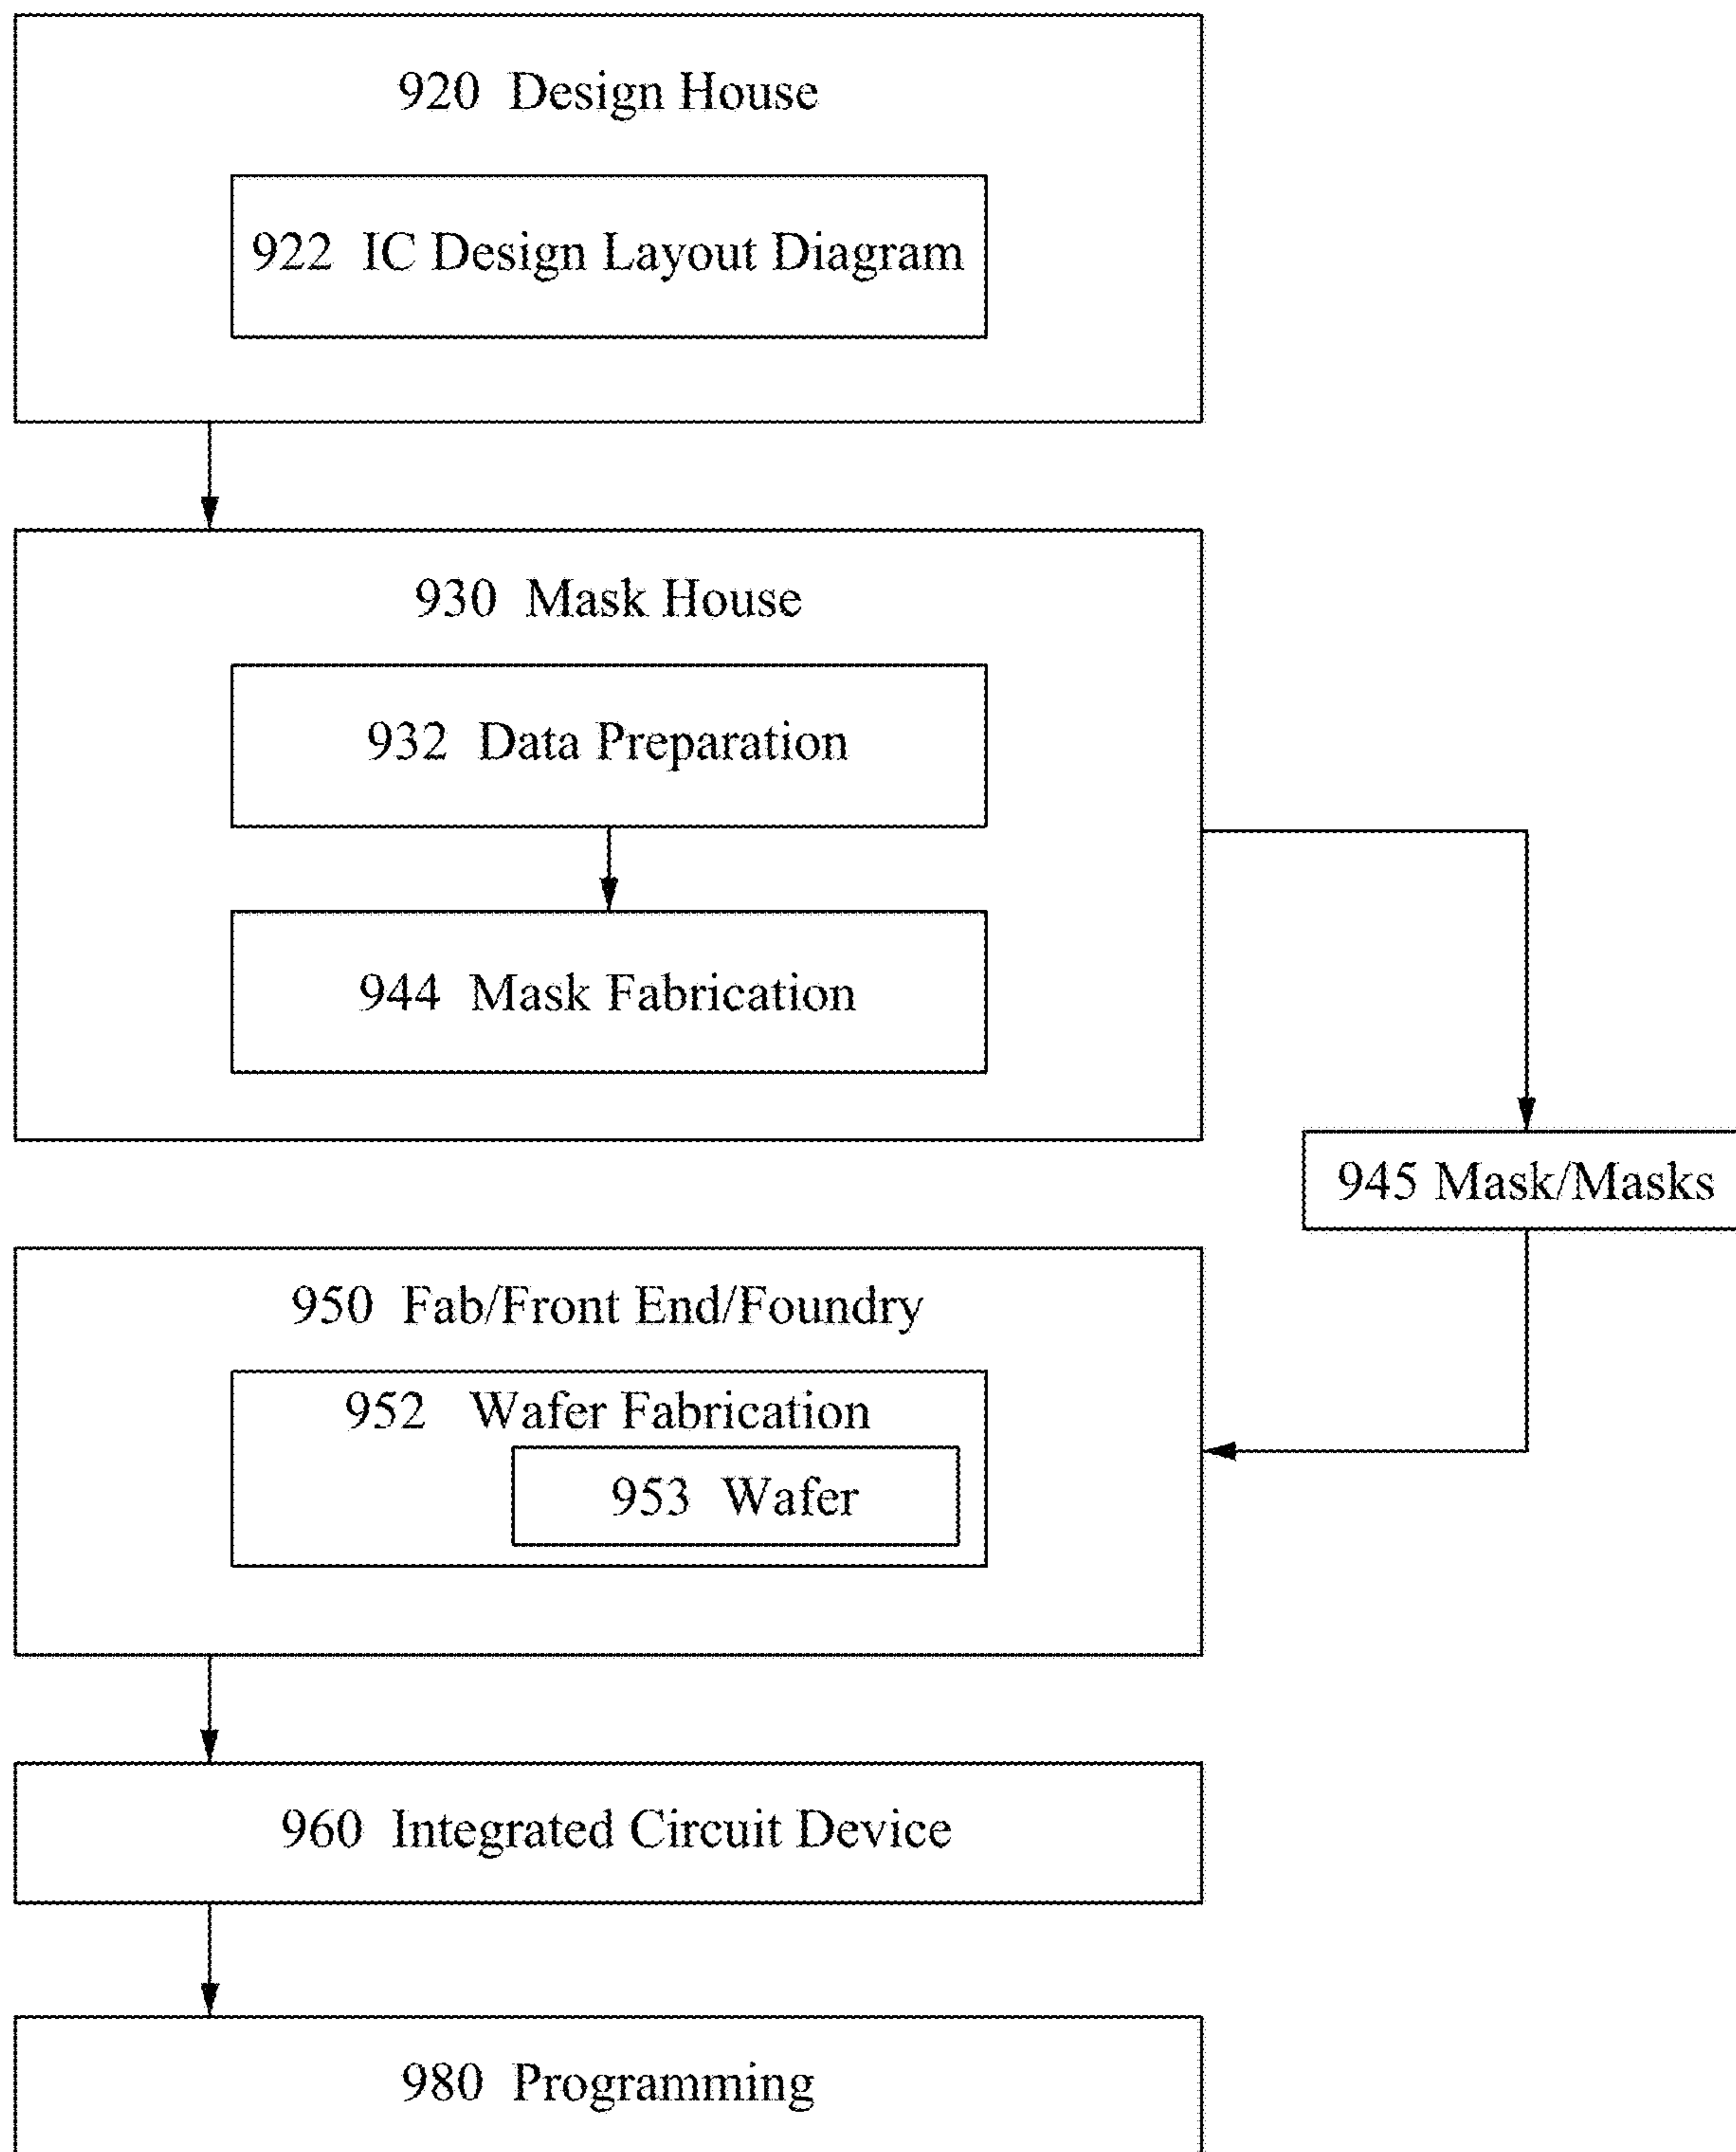 920 Design House
922 IC Design Layout Diagram
930 Mask House
932 Data Preparation
944 Mask Fabrication
945 Mask/Masks
950 Fab/Front End/Foundry
952 Wafer Fabrication
953 Wafer
960 Integrated Circuit Device
980 Programming